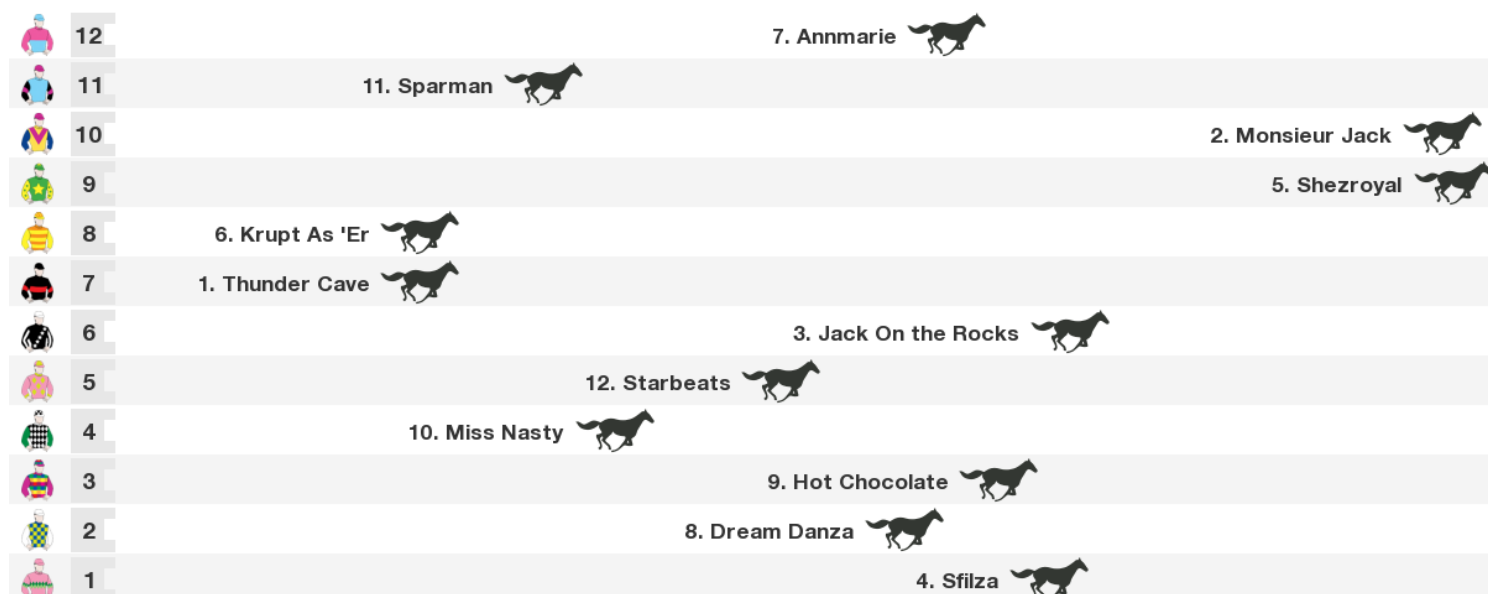 12 7. Annmarie
11 11. Sparman
10 2. Monsieur Jack
9 5. Shezroyal
8 6. Krupt As 'Er
7 1. Thunder Cave
6 3. Jack On the Rocks
5 12. Starbeats
4 10. Miss Nasty
3 9. Hot Chocolate
2 8. Dream Danza
1 4. Sfilza